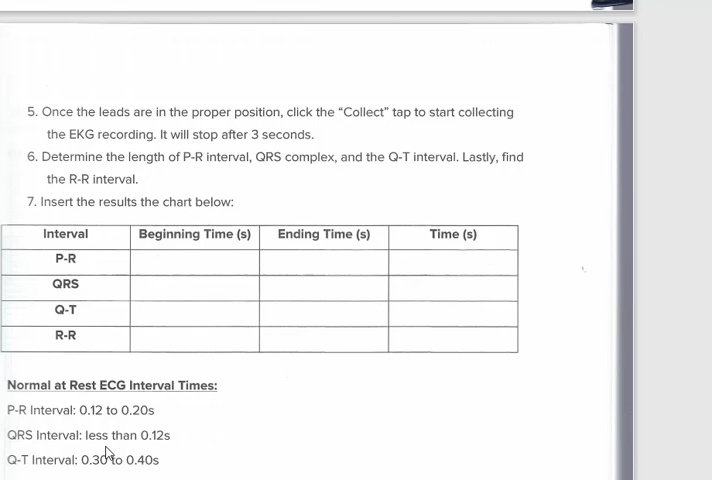 5. Once the leads are in the proper position, click the “Collect” tap to start collecting
the EKG recording. It will stop after 3 seconds.
6. Determine the length of P-R interval, QRS complex, and the Q-T interval. Lastly, find
the R-R interval.
7. Insert the results the chart below:
Interval Beginning Time (s) Ending Time (s) Time (s)
P-R
QRS
Q-T
R-R
Normal at Rest ECG Interval Times:
P-R Interval: 0.12 to 0.20s
QRS Interval: less than 0.12s
Q-T Interval: 0.30 to 0.40s